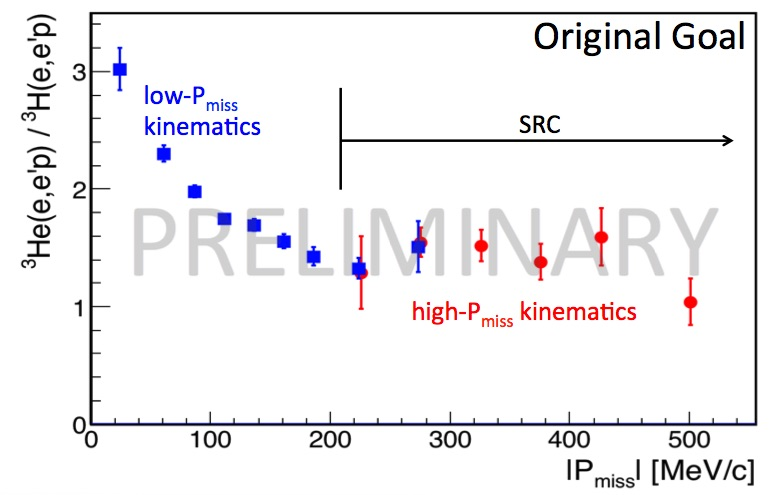 Original Goal
³He(e,e'p) / ³H(e,e'p)
3
2
1
0
low-Pmiss
kinematics
SRC
PRELIMINARY
high-Pmiss kinematics
0 100 200 300 400 500
|Pmiss| [MeV/c]